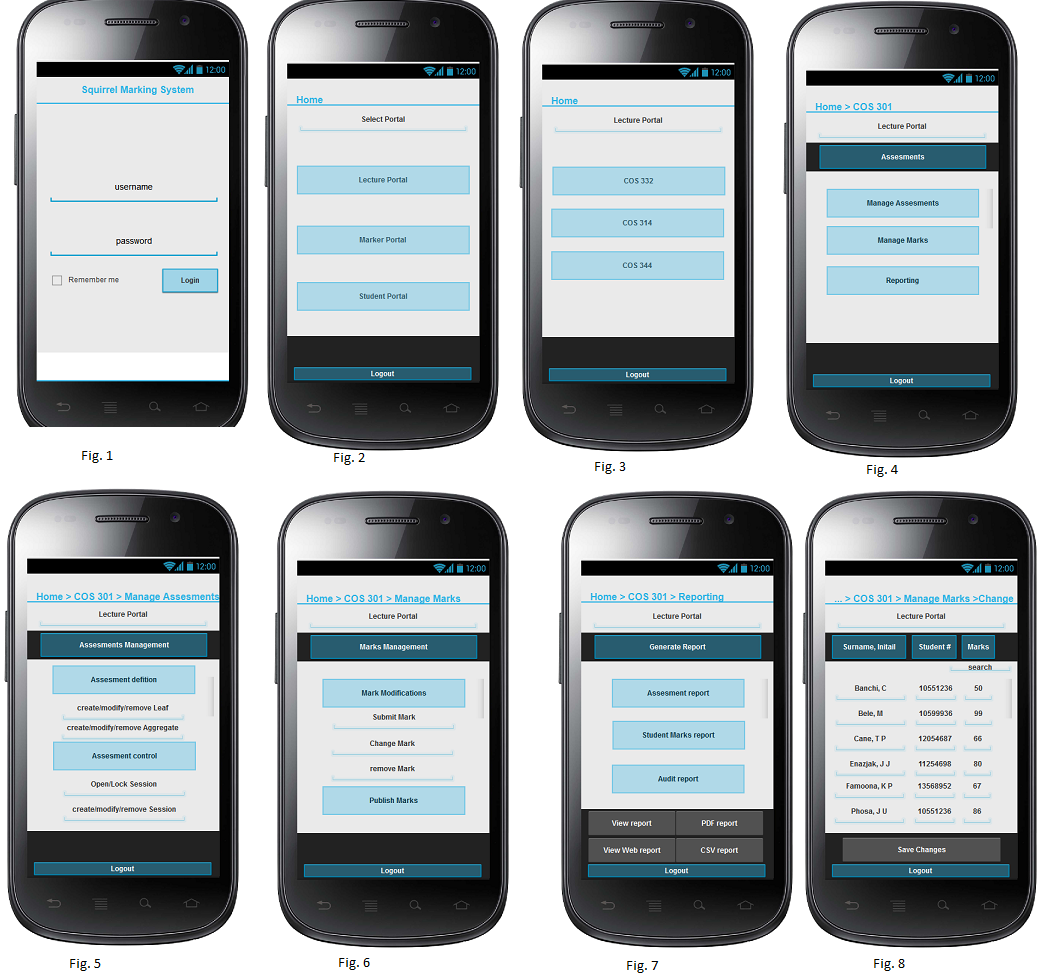 12:00
Squirrel Marking System
username
password
Remember me
Login
Fig. 1
12:00
Home
Select Portal
Lecture Portal
Marker Portal
Student Portal
Logout
Fig. 2
12:00
Home
Lecture Portal
COS 332
COS 314
COS 344
Logout
Fig. 3
12:00
Home > COS 301
Lecture Portal
Assesments
Manage Assesments
Manage Marks
Reporting
Logout
Fig. 4
12:00
Home > COS 301 > Manage Assesments
Lecture Portal
Assesments Management
Assesment defition
create/modify/remove Leaf
create/modify/remove Aggregate
Assesment control
Open/Lock Session
create/modify/remove Session
Logout
Fig. 5
12:00
Home > COS 301 > Manage Marks
Lecture Portal
Marks Management
Mark Modifications
Submit Mark
Change Mark
remove Mark
Publish Marks
Logout
Fig. 6
12:00
Home > COS 301 > Reporting
Lecture Portal
Generate Report
Assesment report
Student Marks report
Audit report
View report PDF report
View Web report CSV report
Logout
Fig. 7
12:00
... > COS 301 > Manage Marks >Change
Lecture Portal
Surname, Initail Student # Marks
search
Banchi, C 10551236 50
Bele, M 10599936 99
Cane, T P 12054687 66
Enazjak, J J 11254698 80
Famoona, K P 13568952 67
Phosa, J U 10551236 86
Save Changes
Logout
Fig. 8